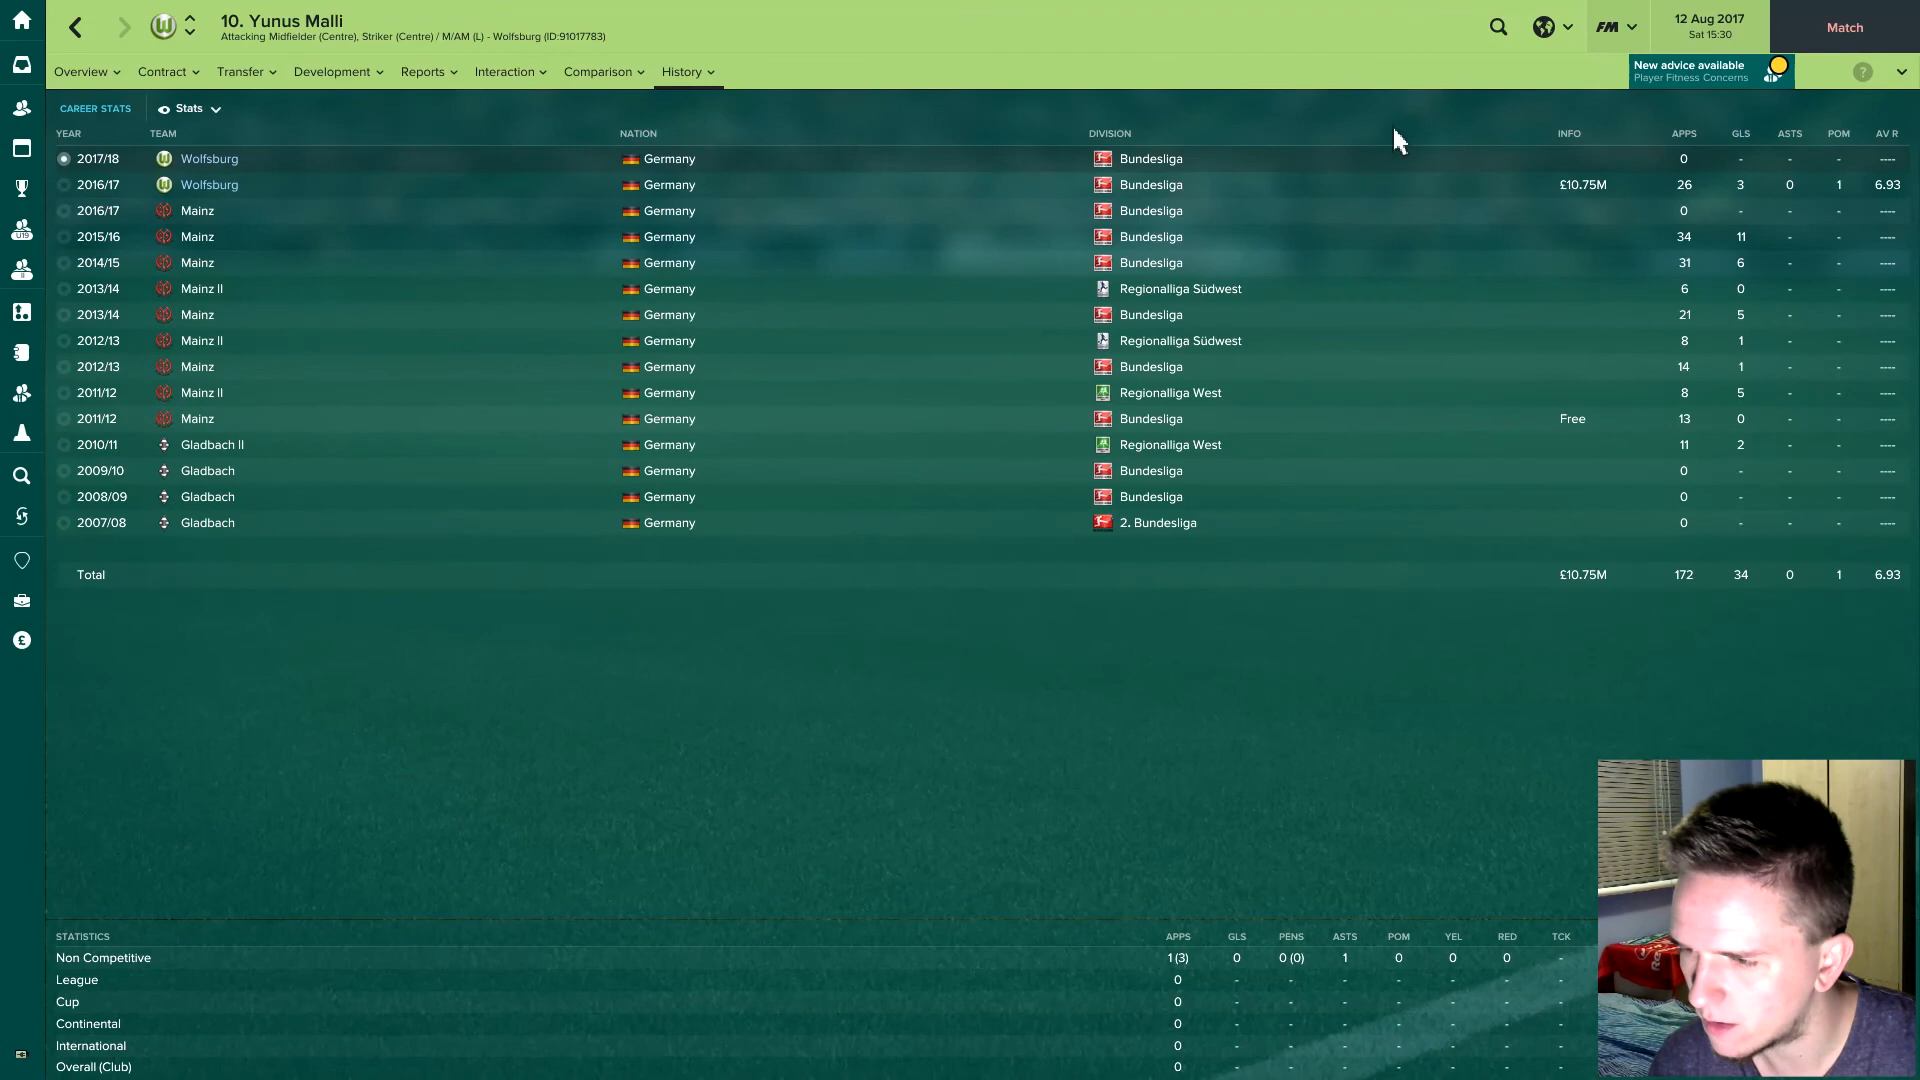 10. Yunus Malli
Attacking Midfielder (Centre), Striker (Centre) / M/AM (L) - Wolfsburg (ID:91017783)
FM
12 Aug 2017
Sat 15:30
Match
Overview Contract Transfer Development Reports Interaction Comparison History
New advice available
Player Fitness Concerns
?
CAREER STATS Stats
YEAR TEAM NATION DIVISION INFO APPS GLS ASTS POM AV R
2017/18 Wolfsburg Germany Bundesliga 0 - - - ----
2016/17 Wolfsburg Germany Bundesliga £10.75M 26 3 0 1 6.93
2016/17 Mainz Germany Bundesliga 0 - - - ----
2015/16 Mainz Germany Bundesliga 34 11 - - ----
2014/15 Mainz Germany Bundesliga 31 6 - - ----
2013/14 Mainz II Germany Regionalliga Südwest 6 0 - - ----
2013/14 Mainz Germany Bundesliga 21 5 - - ----
2012/13 Mainz II Germany Regionalliga Südwest 8 1 - - ----
2012/13 Mainz Germany Bundesliga 14 1 - - ----
2011/12 Mainz II Germany Regionalliga West 8 5 - - ----
2011/12 Mainz Germany Bundesliga Free 13 0 - - ----
2010/11 Gladbach II Germany Regionalliga West 11 2 - - ----
2009/10 Gladbach Germany Bundesliga 0 - - - ----
2008/09 Gladbach Germany Bundesliga 0 - - - ----
2007/08 Gladbach Germany 2. Bundesliga 0 - - - ----
Total £10.75M 172 34 0 1 6.93
STATISTICS APPS GLS PENS ASTS POM YEL RED TCK
Non Competitive 1 (3) 0 0 (0) 1 0 0 0 -
League 0 - - - - - - -
Cup 0 - - - - - - -
Continental 0 - - - - - - -
International 0 - - - - - - -
Overall (Club) 0 - - - - - - -